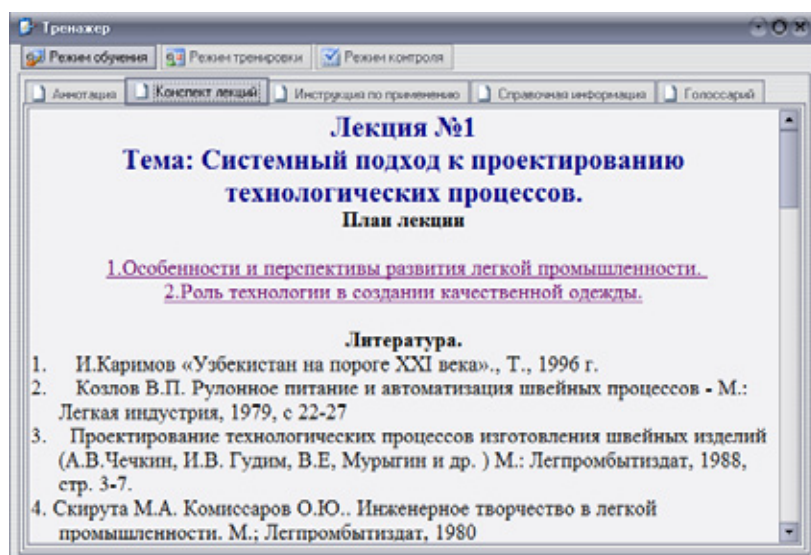 Тренажер
Режим обучения Режим тренировки Режим контроля
Аннотация Конспект лекций Инструкция по применению Справочная информация Голоссарий
Лекция №1
Тема: Системный подход к проектированию
технологических процессов.
План лекции
1.Особенности и перспективы развития легкой промышленности.
2.Роль технологии в создании качественной одежды.
Литература.
1. И.Каримов «Узбекистан на пороге XXI века»., Т., 1996 г.
2. Козлов В.П. Рулонное питание и автоматизация швейных процессов - М.:
Легкая индустрия, 1979, с 22-27
3. Проектирование технологических процессов изготовления швейных изделий
(А.В.Чечкин, И.В. Гудим, В.Е, Мурыгин и др. ) М.: Легпромбытиздат, 1988,
стр. 3-7.
4. Скирута М.А. Комиссаров О.Ю.. Инженерное творчество в легкой
промышленности. М.; Легпромбытиздат, 1980